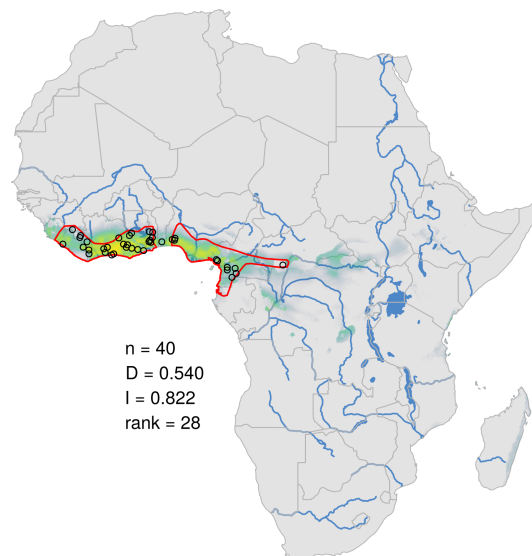 n = 40
D = 0.540
I = 0.822
rank = 28